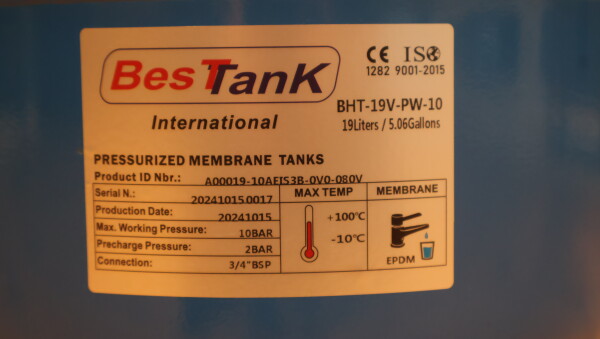 BesTTanK
International
CE ISO
1282 9001-2015
BHT-19V-PW-10
19Liters / 5.06Gallons
PRESSURIZED MEMBRANE TANKS
Product ID Nbr.: A00019-10AFIS3B-0V0-080V
Serial N.: 202410150017
Production Date: 20241015
Max. Working Pressure: 10BAR
Precharge Pressure: 2BAR
Connection: 3/4"BSP
MAX TEMP
+100℃
-10℃
MEMBRANE
EPDM